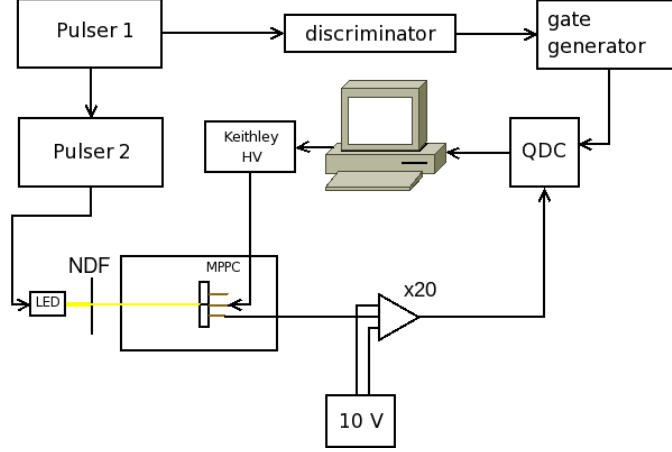 Pulser 1
discriminator
gate
generator
Pulser 2
Keithley
HV
QDC
NDF
MPPC
LED
x20
10 V